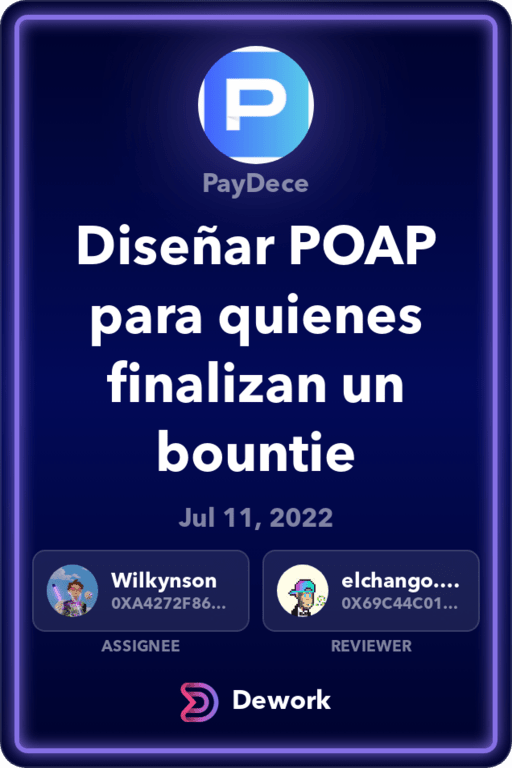 P
PayDece
Diseñar POAP
para quienes
finalizan un
bountie
Jul 11, 2022
Wilkynson
0XA4272F86...
ASSIGNEE
elchango....
0X69C44C01...
REVIEWER
Dework